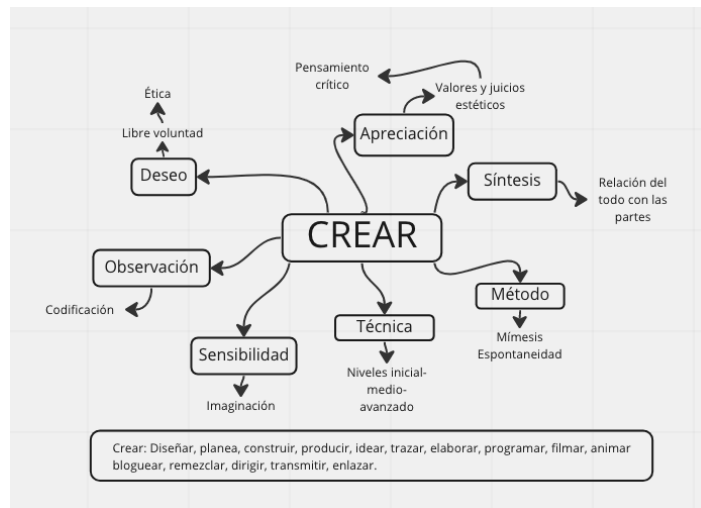 Pensamiento
crítico
Valores y juicios
estéticos
Ética
Libre voluntad
Apreciación
Deseo
Síntesis
Relación del
todo con las
partes
CREAR
Observación
Codificación
Método
Mímesis
Espontaneidad
Técnica
Niveles inicial-
medio-
avanzado
Sensibilidad
Imaginación
Crear: Diseñar, planea, construir, producir, idear, trazar, elaborar, programar, filmar, animar
bloguear, remezclar, dirigir, transmitir, enlazar.